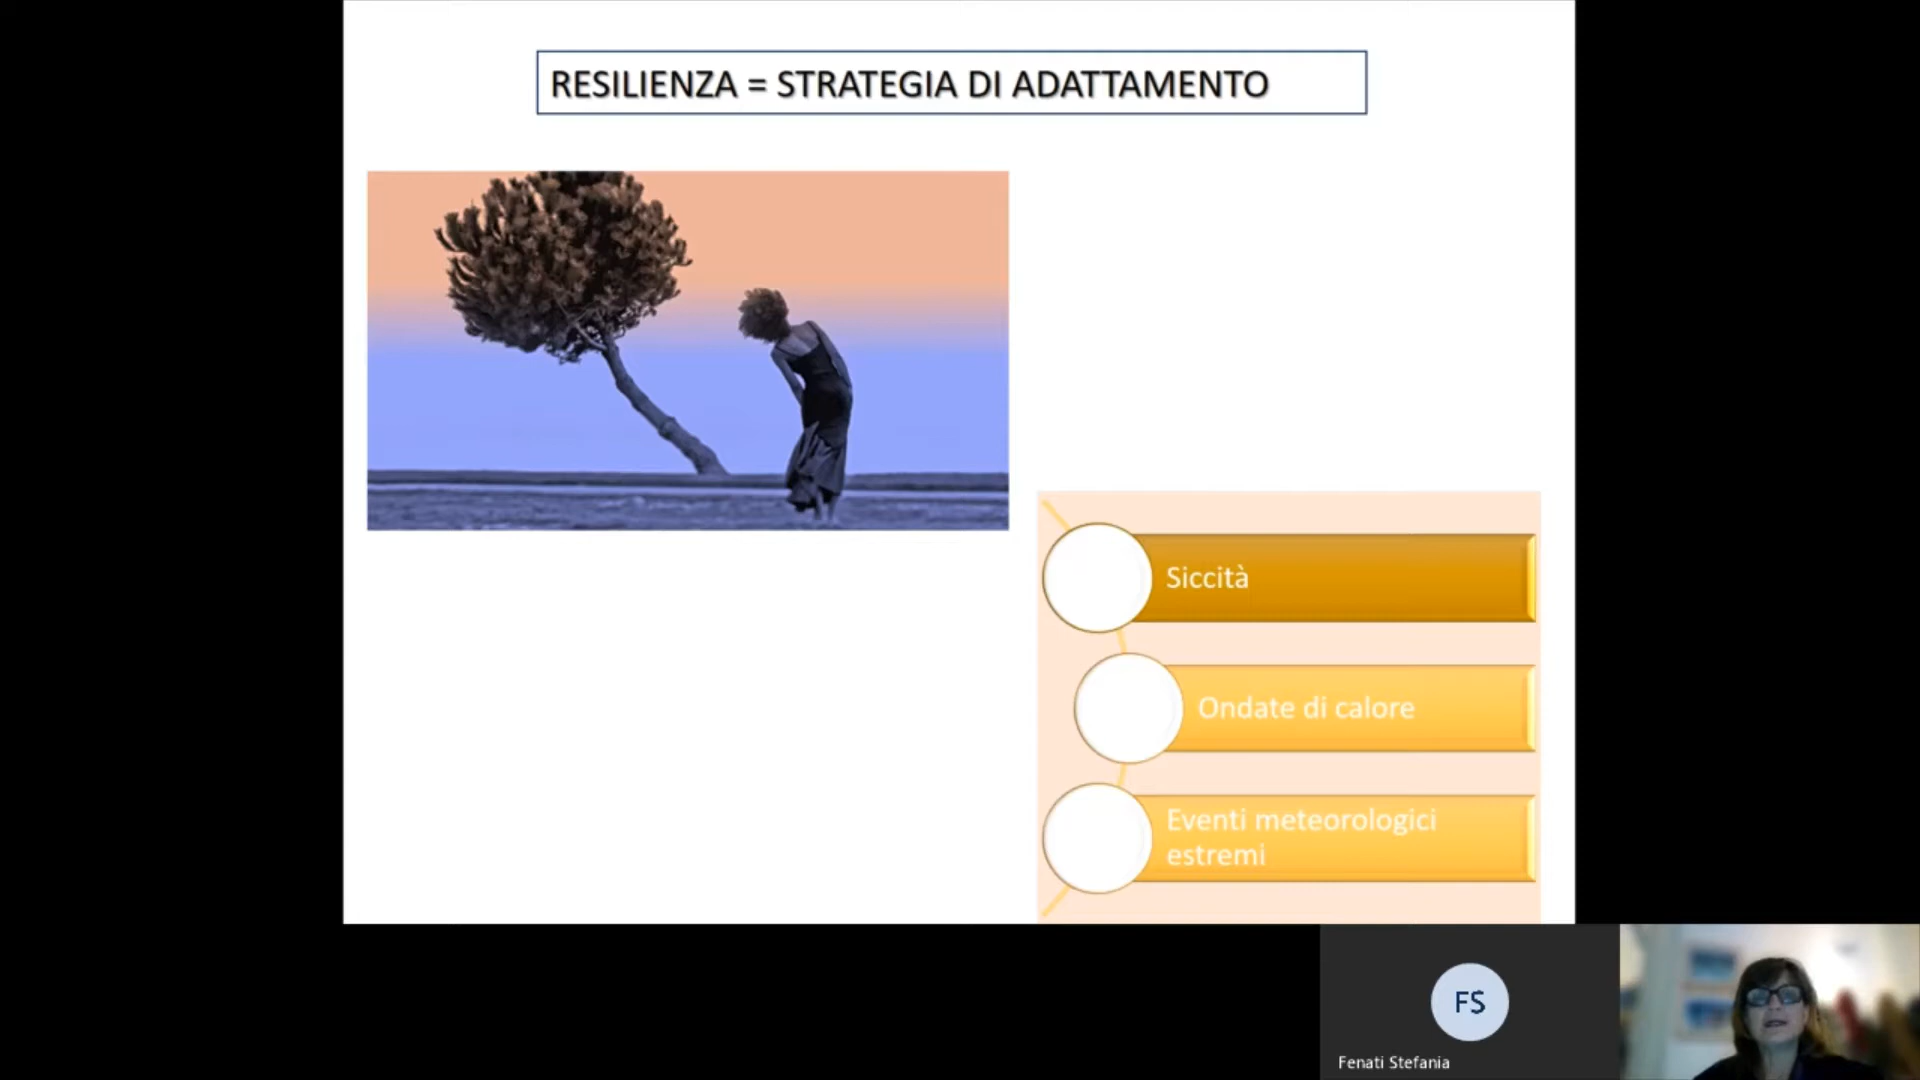 RESILIENZA = STRATEGIA DI ADATTAMENTO
Siccità
Ondate di calore
Eventi meteorologici
estremi
FS
Fenati Stefania